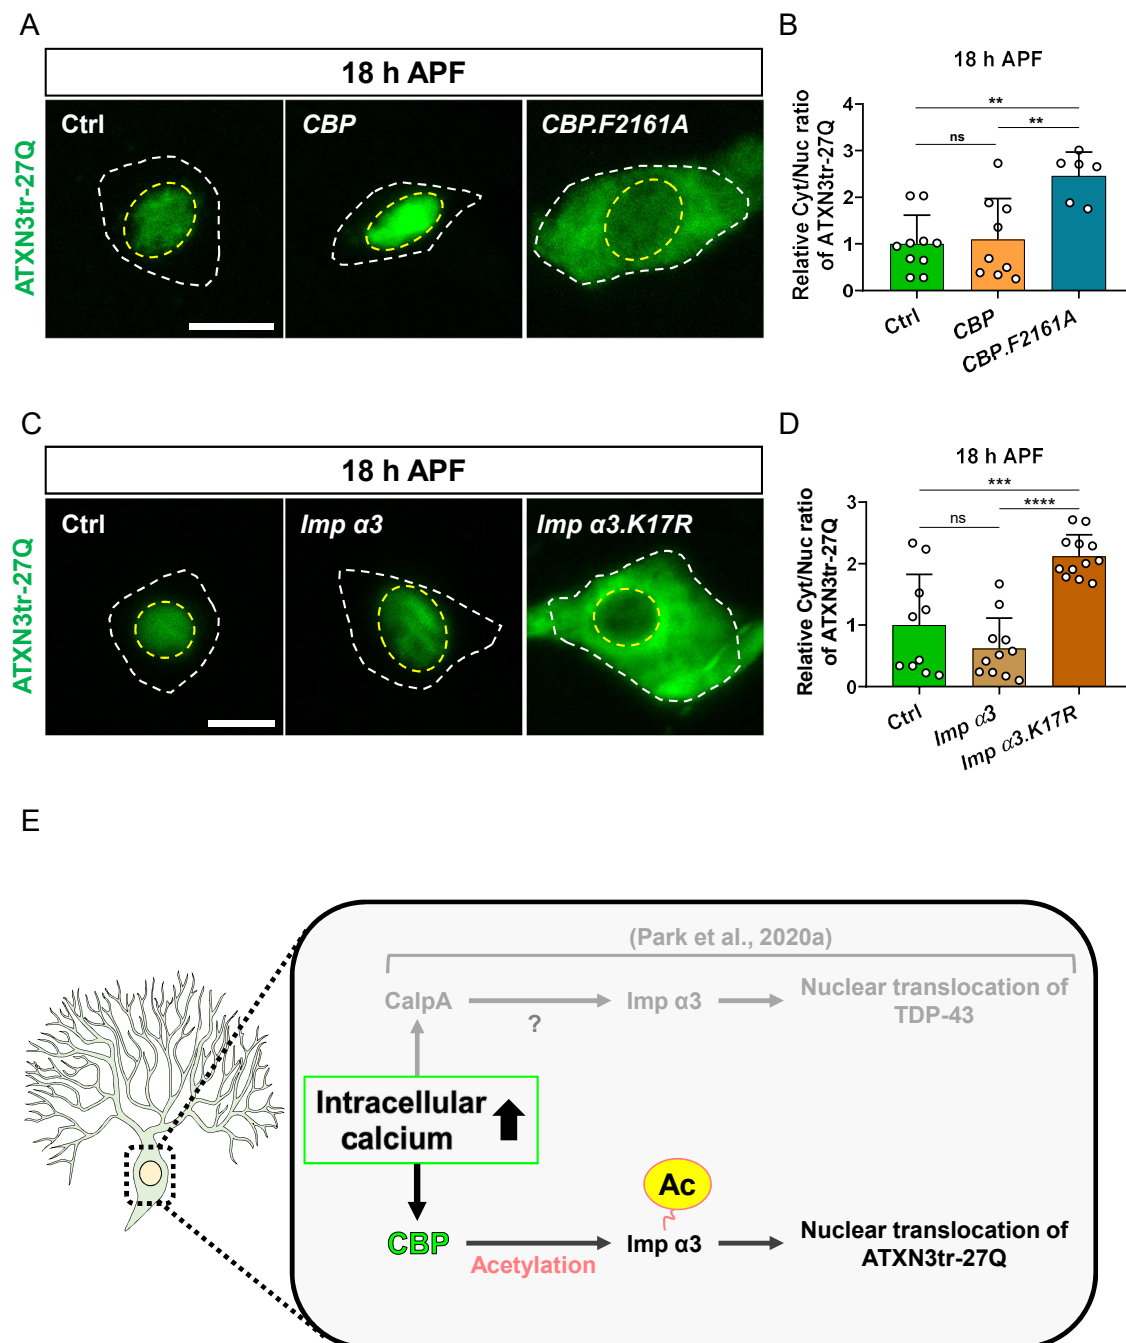 A
18 h APF
ATXN3tr-27Q
Ctrl
CBP
CBP.F2161A
B
18 h APF
Relative Cyt/Nuc ratio
of ATXN3tr-27Q
4
3
2
1
0
**
**
ns
Ctrl
CBP
CBP.F2161A
C
18 h APF
ATXN3tr-27Q
Ctrl
Imp α3
Imp α3.K17R
D
18 h APF
Relative Cyt/Nuc ratio
of ATXN3tr-27Q
3
2
1
0
***
****
ns
Ctrl
Imp α3
Imp α3.K17R
E
(Park et al., 2020a)
CalpA
?
Imp α3
Nuclear translocation of
TDP-43
Intracellular
calcium
CBP
Acetylation
Ac
Imp α3
Nuclear translocation of
ATXN3tr-27Q